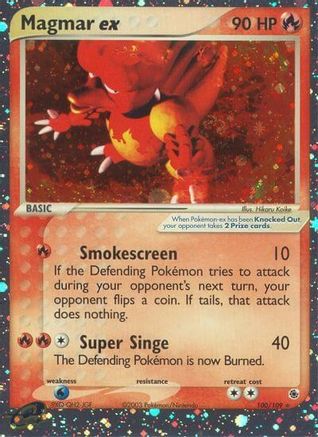 Magmar ex 90 HP
Illus. Hikaru Koike
BASIC
When Pokémon-ex has been Knocked Out,
your opponent takes 2 Prize cards.
Smokescreen 10
If the Defending Pokémon tries to attack
during your opponent's next turn, your
opponent flips a coin. If tails, that attack
does nothing.
Super Singe 40
The Defending Pokémon is now Burned.
weakness resistance retreat cost
©2003 Pokémon/Nintendo 100/109